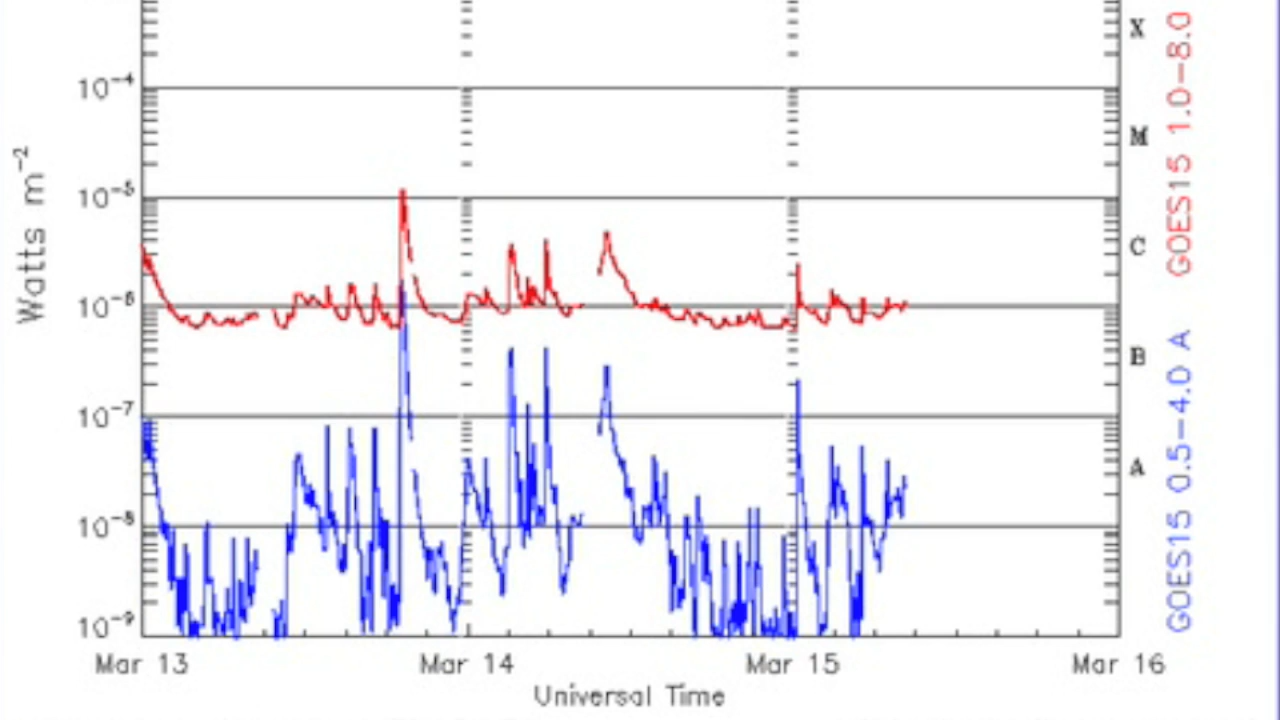 X
10⁻⁴
M
10⁻⁵
C
10⁻⁶
B
10⁻⁷
A
10⁻⁸
10⁻⁹
Watts m⁻²
GOES15 1.0-8.0
GOES15 0.5-4.0 A
Mar 13 Mar 14 Mar 15 Mar 16
Universal Time